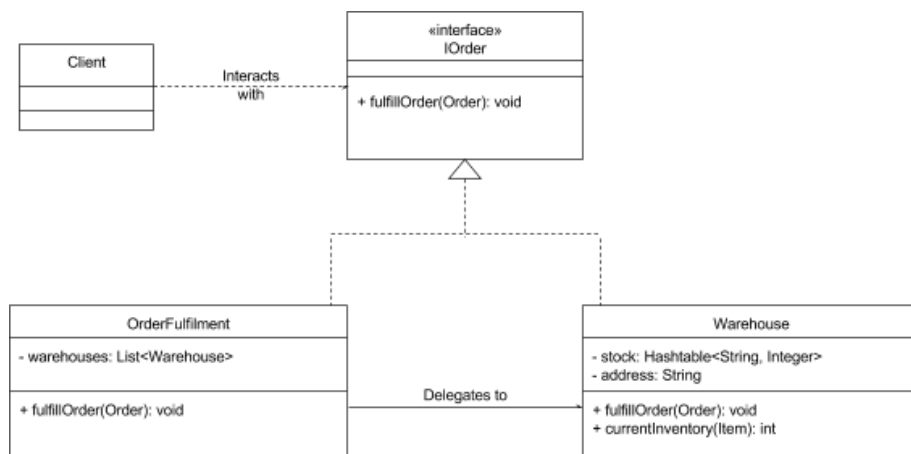 «interface»
IOrder
Client
Interacts
with
+ fulfillOrder(Order): void
OrderFulfilment
- warehouses: List<Warehouse>
+ fulfillOrder(Order): void
Delegates to
Warehouse
- stock: Hashtable<String, Integer>
- address: String
+ fulfillOrder(Order): void
+ currentInventory(Item): int